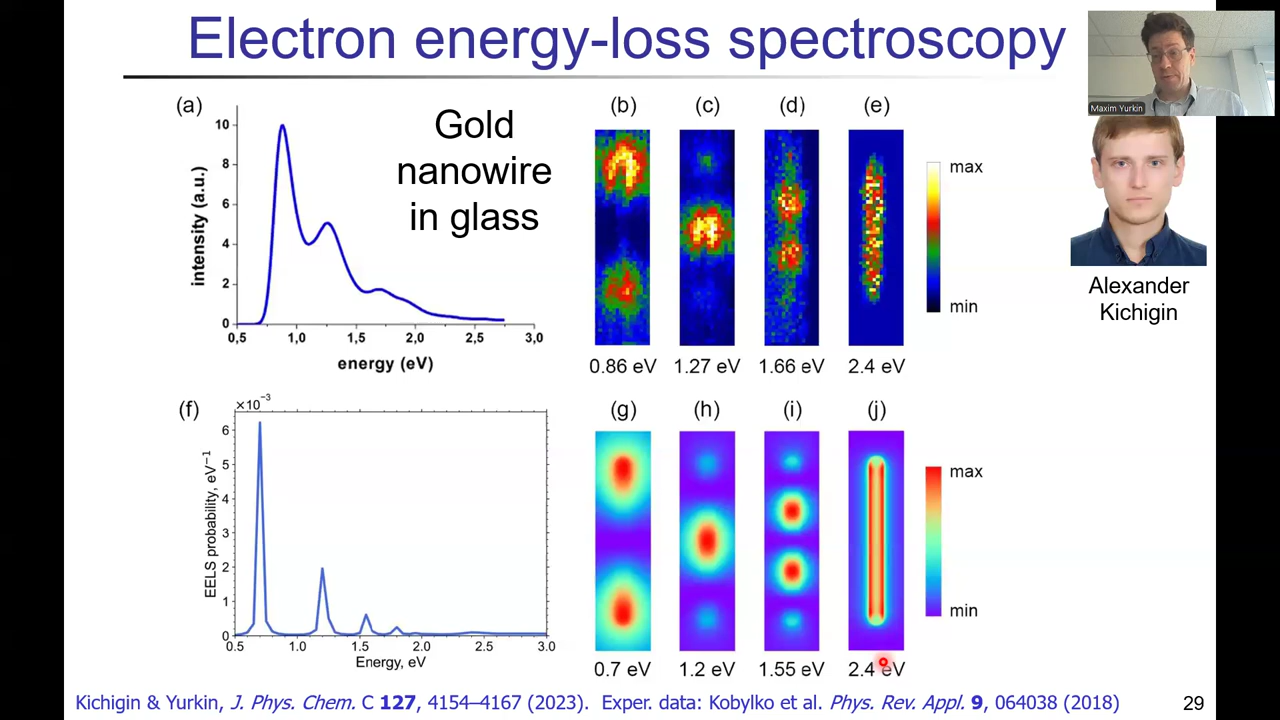 Electron energy-loss spectroscopy
Maxim Yurkin
(a)
Gold
nanowire
in glass
intensity (a.u.)
10
8
6
4
2
0
0,5 1,0 1,5 2,0 2,5 3,0
energy (eV)
(b) (c) (d) (e)
max
min
0.86 eV 1.27 eV 1.66 eV 2.4 eV
Alexander
Kichigin
(f)
×10⁻³
EELS probability, eV⁻¹
6
5
4
3
2
1
0
0.5 1.0 1.5 2.0 2.5 3.0
Energy, eV
(g) (h) (i) (j)
max
min
0.7 eV 1.2 eV 1.55 eV 2.4 eV
Kichigin & Yurkin, J. Phys. Chem. C 127, 4154–4167 (2023). Exper. data: Kobylko et al. Phys. Rev. Appl. 9, 064038 (2018)
29